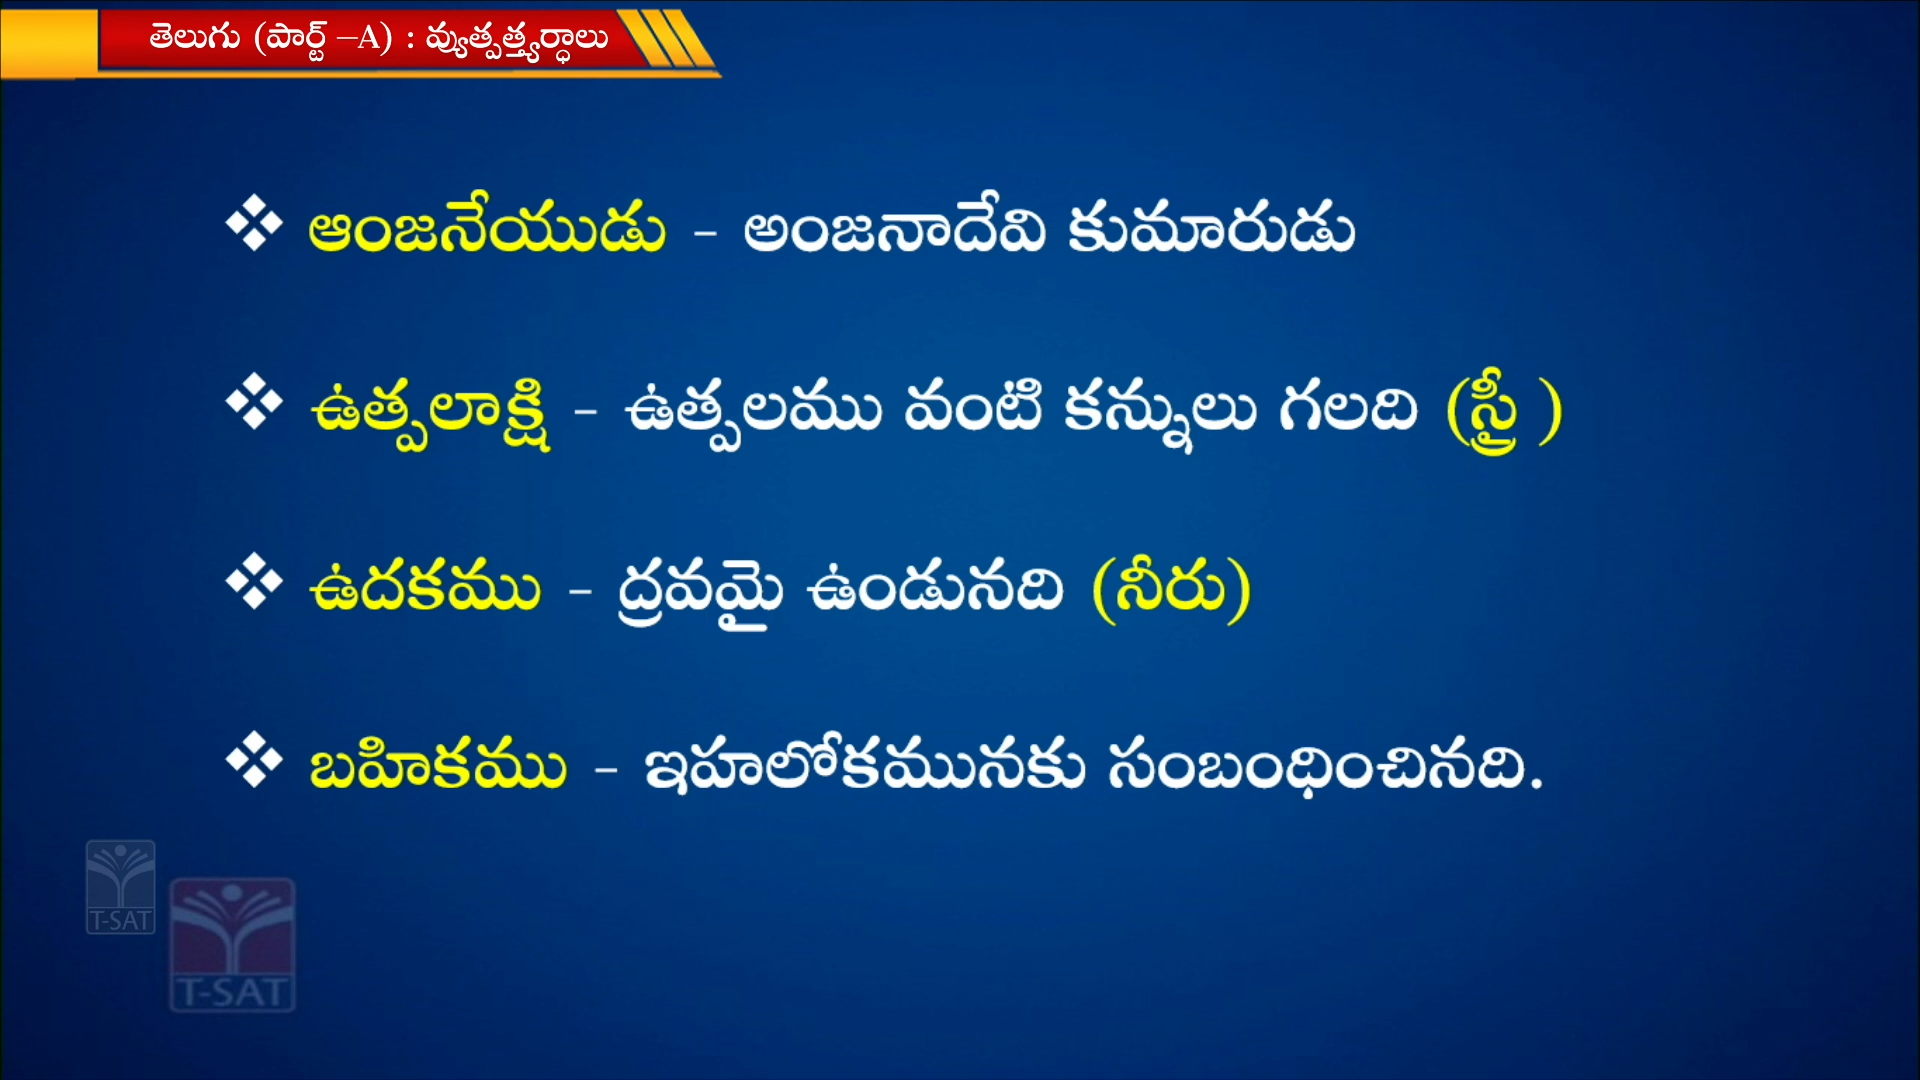 తెలుగు (పార్ట్ –A) : వ్యుత్పత్త్యర్థాలు
❖ ఆంజనేయుడు - అంజనాదేవి కుమారుడు
❖ ఉత్పలాక్షి - ఉత్పలము వంటి కన్నులు గలది (స్త్రీ )
❖ ఉదకము - ద్రవమై ఉండునది (నీరు)
❖ బహికము - ఇహలోకమునకు సంబంధించినది.
T-SAT
T-SAT